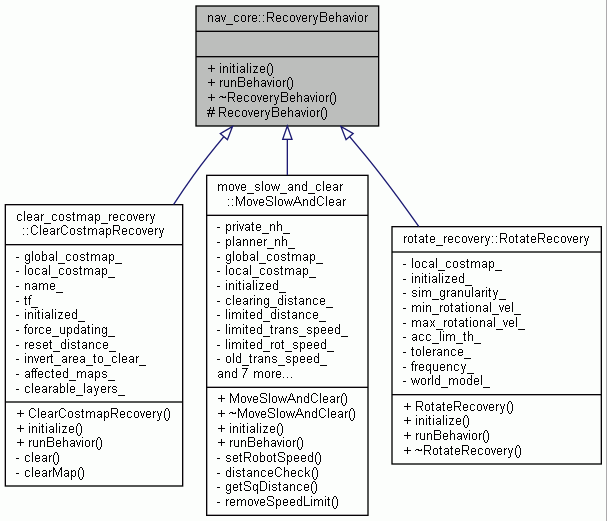 nav_core::RecoveryBehavior
+ initialize()
+ runBehavior()
+ ~RecoveryBehavior()
# RecoveryBehavior()
clear_costmap_recovery
::ClearCostmapRecovery
- global_costmap_
- local_costmap_
- name_
- tf_
- initialized_
- force_updating_
- reset_distance_
- invert_area_to_clear_
- affected_maps_
- clearable_layers_
+ ClearCostmapRecovery()
+ initialize()
+ runBehavior()
- clear()
- clearMap()
move_slow_and_clear
::MoveSlowAndClear
- private_nh_
- planner_nh_
- global_costmap_
- local_costmap_
- initialized_
- clearing_distance_
- limited_distance_
- limited_trans_speed_
- limited_rot_speed_
- old_trans_speed_
and 7 more...
+ MoveSlowAndClear()
+ ~MoveSlowAndClear()
+ initialize()
+ runBehavior()
- setRobotSpeed()
- distanceCheck()
- getSqDistance()
- removeSpeedLimit()
rotate_recovery::RotateRecovery
- local_costmap_
- initialized_
- sim_granularity_
- min_rotational_vel_
- max_rotational_vel_
- acc_lim_th_
- tolerance_
- frequency_
- world_model_
+ RotateRecovery()
+ initialize()
+ runBehavior()
+ ~RotateRecovery()